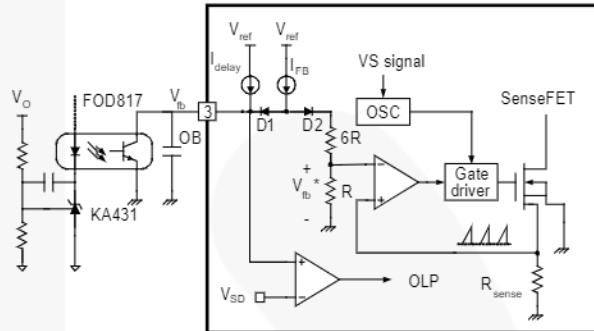 Vref
Vref
Idelay
IFB
VS signal
FOD817
Vfb
SenseFET
VO
3
D1
D2
OSC
OB
6R
+
−
Vfb*
R
Gate
driver
-
KA431
+
+
−
OLP
VSD
Rsense